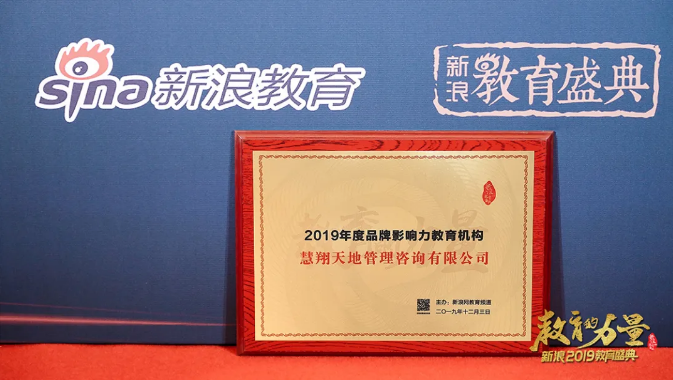 sina新浪教育
新浪
教育盛典
2019年度品牌影响力教育机构
慧翔天地管理咨询有限公司
主办:新浪网教育频道
二〇一九年十二月三日
教育的力量
新浪2019教育盛典